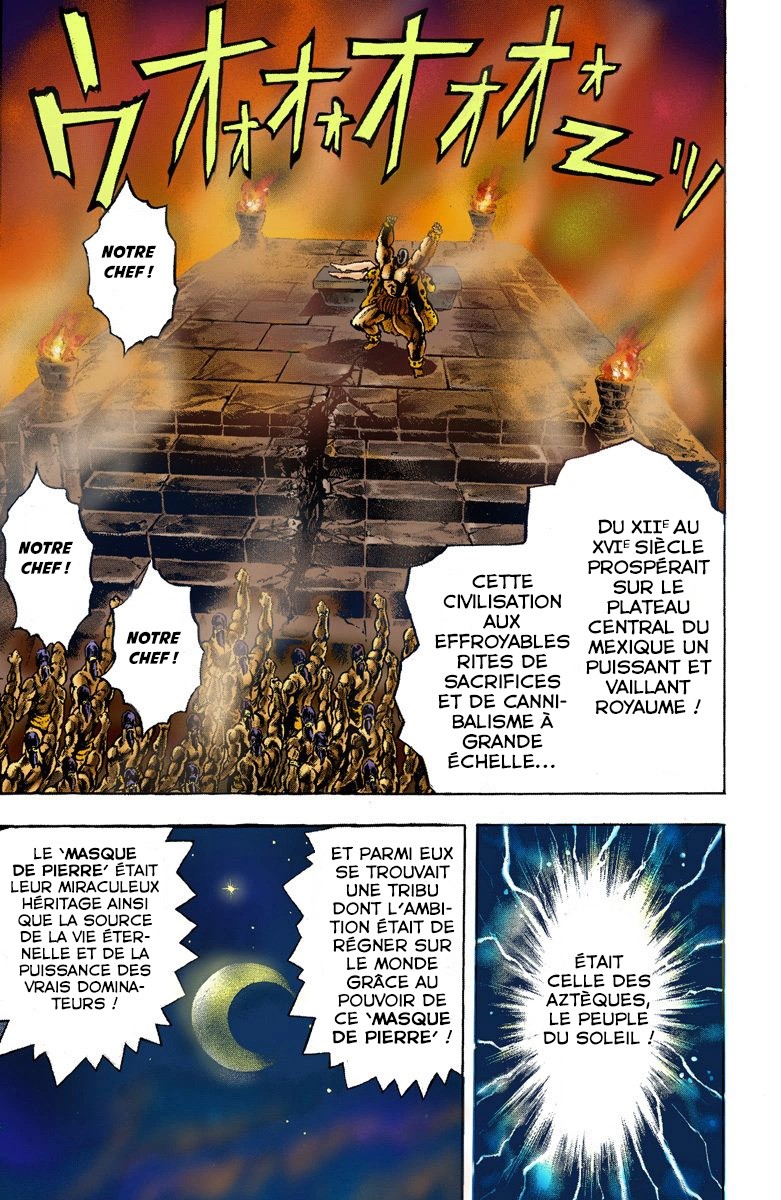 ウオォオォオォオォオォzッ
NOTRE
CHEF !
DU XIIᴱ AU
XVIᴱ SIÈCLE
PROSPÉRAIT
SUR LE
PLATEAU
CENTRAL DU
MEXIQUE UN
PUISSANT ET
VAILLANT
ROYAUME !
CETTE
CIVILISATION
AUX
EFFROYABLES
RITES DE
SACRIFICES
ET DE CANNI-
BALISME À
GRANDE
ÉCHELLE...
NOTRE
CHEF !
NOTRE
CHEF !
ÉTAIT
CELLE DES
AZTÈQUES,
LE PEUPLE
DU SOLEIL !
ET PARMI EUX
SE TROUVAIT
UNE TRIBU
DONT L'AMBI-
TION ÉTAIT DE
RÉGNER SUR
LE MONDE
GRÂCE AU
POUVOIR DE
CE 'MASQUE
DE PIERRE' !
LE 'MASQUE
DE PIERRE' ÉTAIT
LEUR MIRACULEUX
HÉRITAGE AINSI
QUE LA SOURCE
DE LA VIE ÉTER-
NELLE ET DE LA
PUISSANCE DES
VRAIS DOMINA-
TEURS !